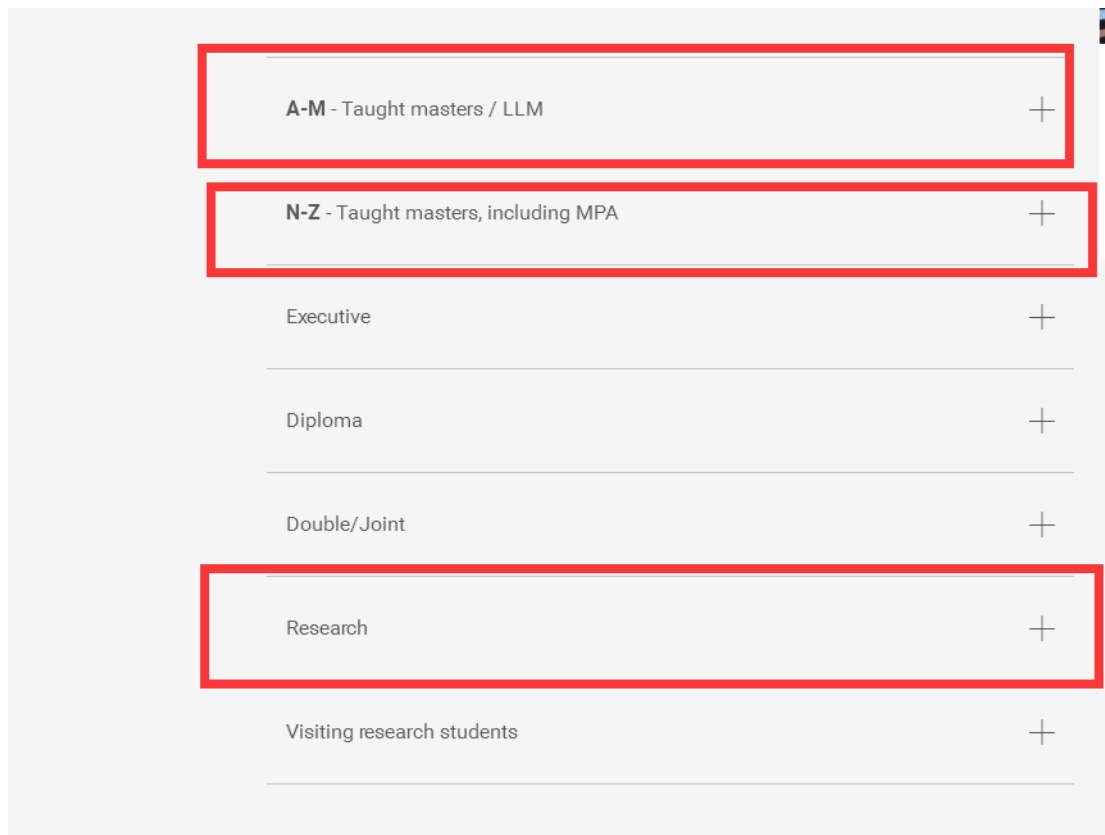 A-M - Taught masters / LLM
N-Z - Taught masters, including MPA
Executive
Diploma
Double/Joint
Research
Visiting research students